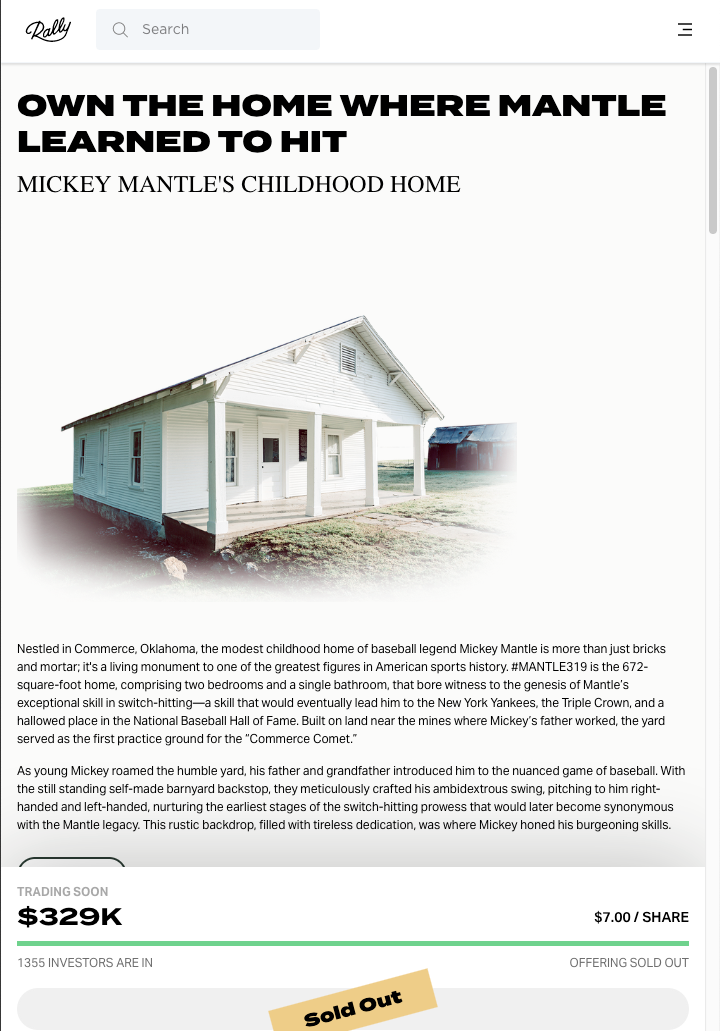 Rally
Search
OWN THE HOME WHERE MANTLE
LEARNED TO HIT
MICKEY MANTLE'S CHILDHOOD HOME
Nestled in Commerce, Oklahoma, the modest childhood home of baseball legend Mickey Mantle is more than just bricks
and mortar; it's a living monument to one of the greatest figures in American sports history. #MANTLE319 is the 672-
square-foot home, comprising two bedrooms and a single bathroom, that bore witness to the genesis of Mantle’s
exceptional skill in switch-hitting—a skill that would eventually lead him to the New York Yankees, the Triple Crown, and a
hallowed place in the National Baseball Hall of Fame. Built on land near the mines where Mickey’s father worked, the yard
served as the first practice ground for the “Commerce Comet.”
As young Mickey roamed the humble yard, his father and grandfather introduced him to the nuanced game of baseball. With
the still standing self-made barnyard backstop, they meticulously crafted his ambidextrous swing, pitching to him right-
handed and left-handed, nurturing the earliest stages of the switch-hitting prowess that would later become synonymous
with the Mantle legacy. This rustic backdrop, filled with tireless dedication, was where Mickey honed his burgeoning skills.
TRADING SOON
$329K
$7.00 / SHARE
1355 INVESTORS ARE IN
OFFERING SOLD OUT
Sold Out